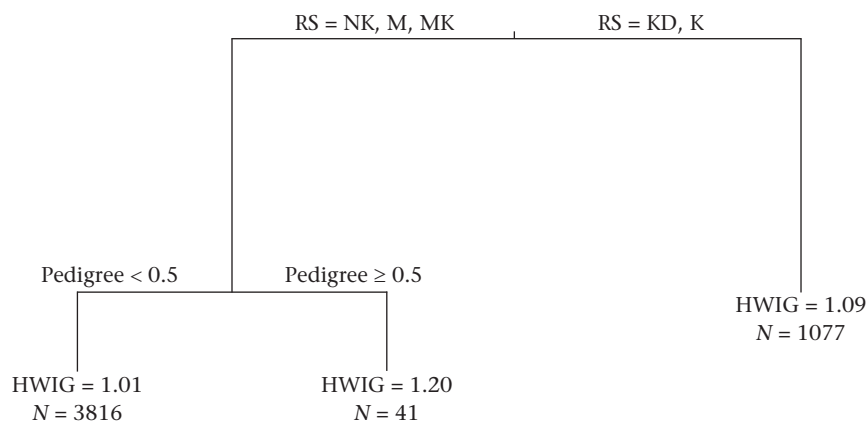 RS = NK, M, MK
RS = KD, K
Pedigree < 0.5
Pedigree ≥ 0.5
HWIG = 1.09
N = 1077
HWIG = 1.01
N = 3816
HWIG = 1.20
N = 41